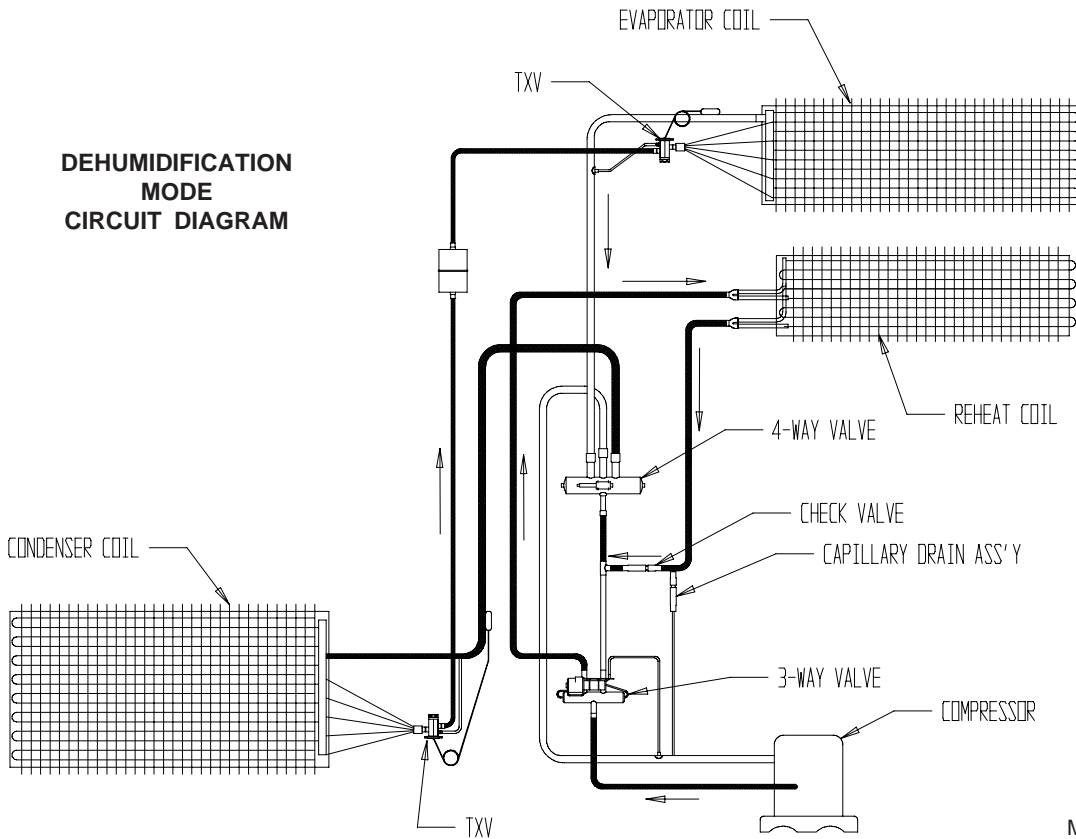 EVAPORATOR COIL
TXV
DEHUMIDIFICATION
MODE
CIRCUIT DIAGRAM
REHEAT COIL
4-WAY VALVE
CHECK VALVE
CAPILLARY DRAIN ASS'Y
CONDENSER COIL
3-WAY VALVE
COMPRESSOR
TXV